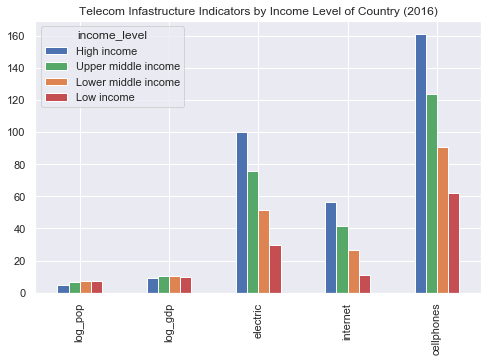 Telecom Infastructure Indicators by Income Level of Country (2016)
income_level
High income
Upper middle income
Lower middle income
Low income
160
140
120
100
80
60
40
20
0
log_pop
log_gdp
electric
internet
cellphones